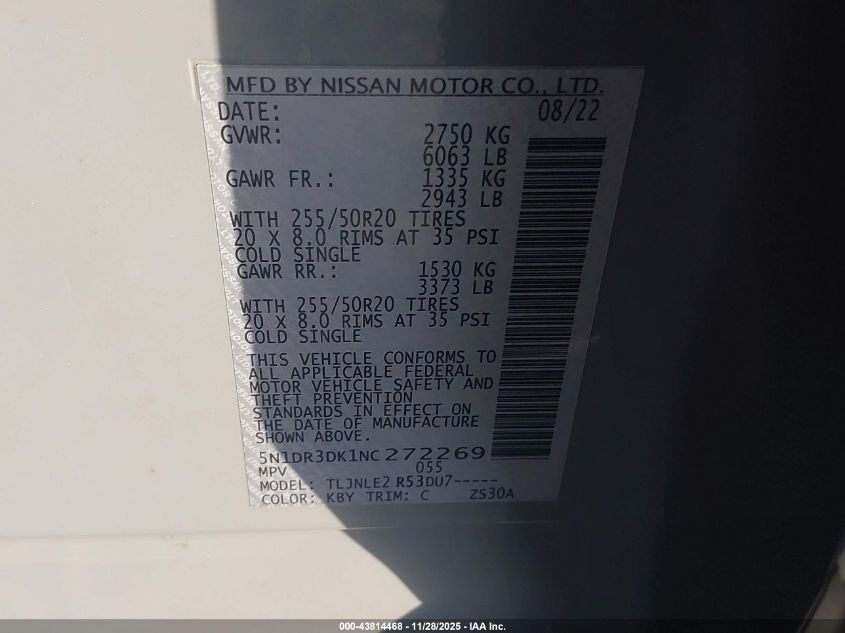 MFD BY NISSAN MOTOR CO., LTD.
DATE: 08/22
GVWR: 2750 KG
6063 LB
GAWR FR.: 1335 KG
2943 LB
WITH 255/50R20 TIRES
20 X 8.0 RIMS AT 35 PSI
COLD SINGLE
GAWR RR.: 1530 KG
3373 LB
WITH 255/50R20 TIRES
20 X 8.0 RIMS AT 35 PSI
COLD SINGLE
THIS VEHICLE CONFORMS TO
ALL APPLICABLE FEDERAL
MOTOR VEHICLE SAFETY AND
THEFT PREVENTION
STANDARDS IN EFFECT ON
THE DATE OF MANUFACTURE
SHOWN ABOVE.
5N1DR3DK1NC272269
MPV 055
MODEL: TLJNLE2 R53DU7-----
COLOR: KBY TRIM: C ZS30A
000-43814468 - 11/28/2025 - IAA Inc.